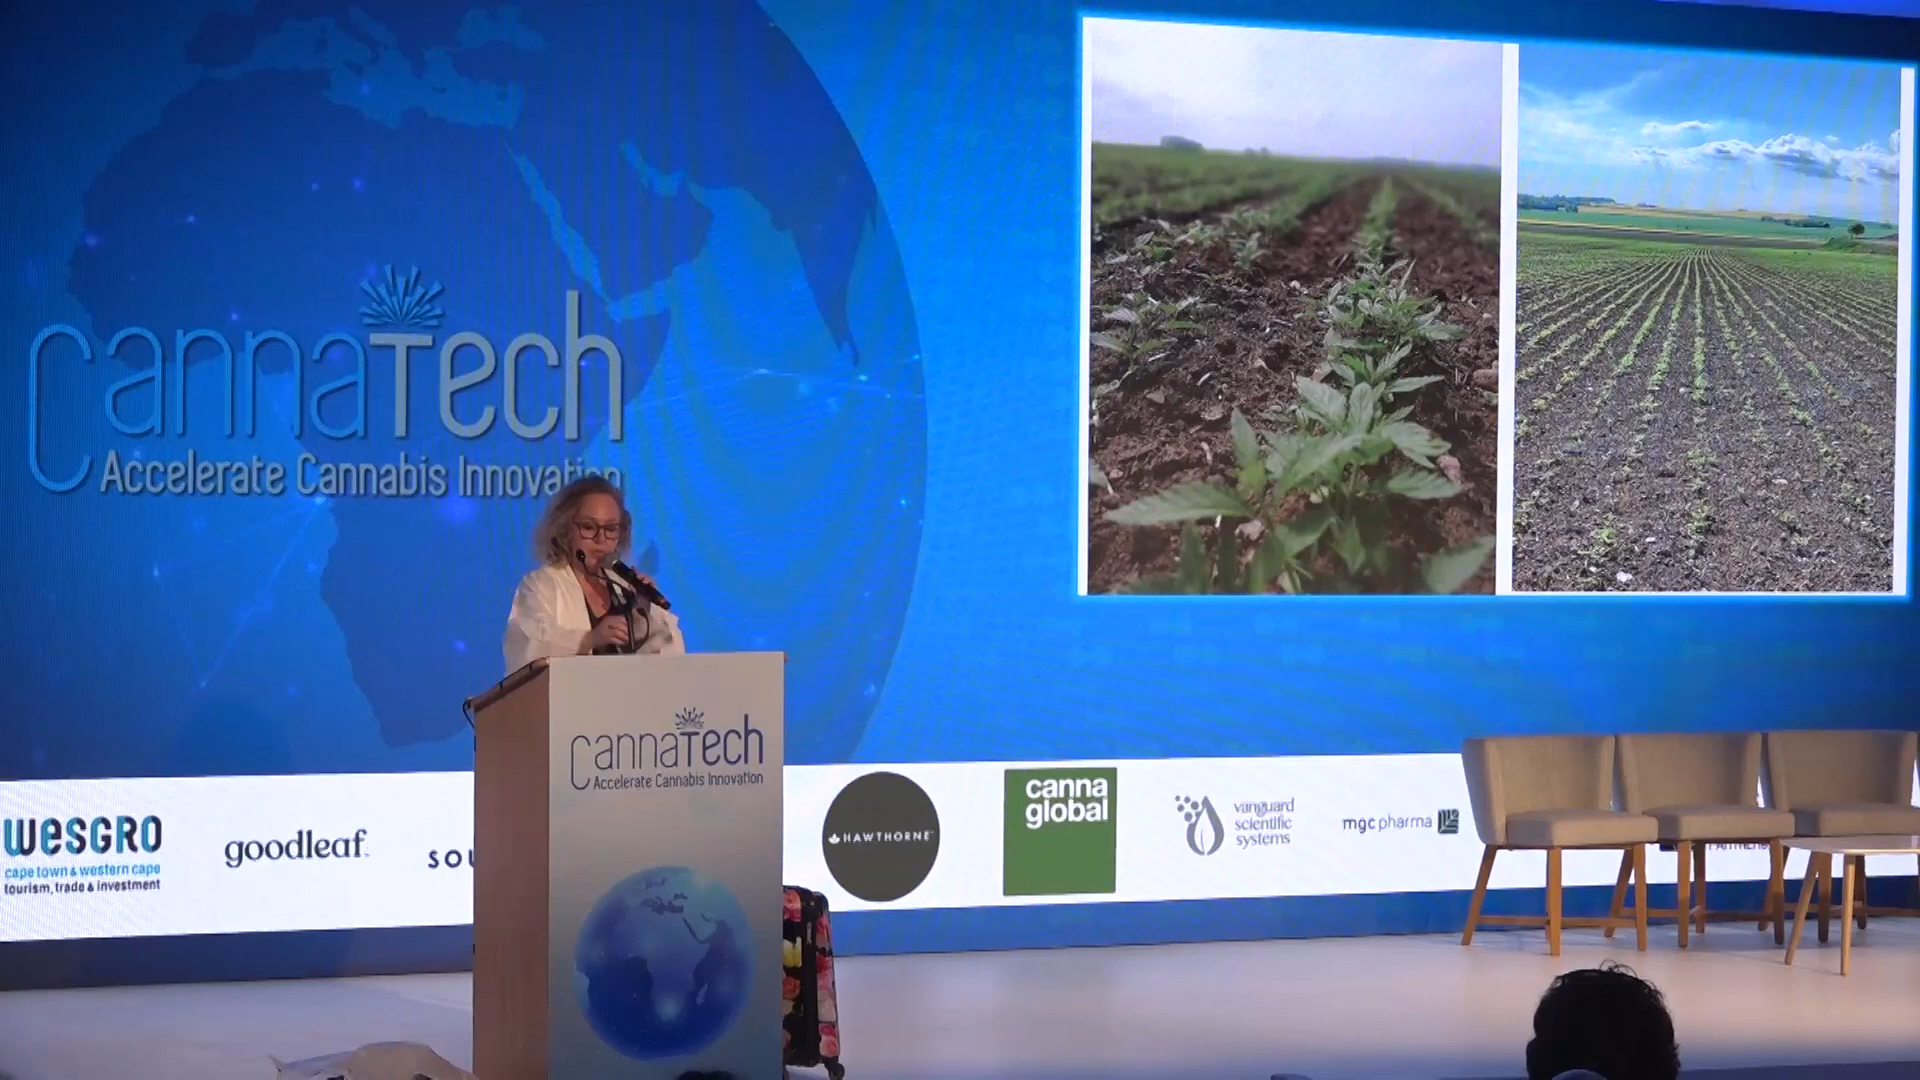 cannaTech
Accelerate Cannabis Innovation
cannaTech
Accelerate Cannabis Innovation
wesGRO
cape town & western cape
tourism, trade & investment
goodleaf
HAWTHORNE
canna
global
vanguard
scientific
systems
mgc pharma